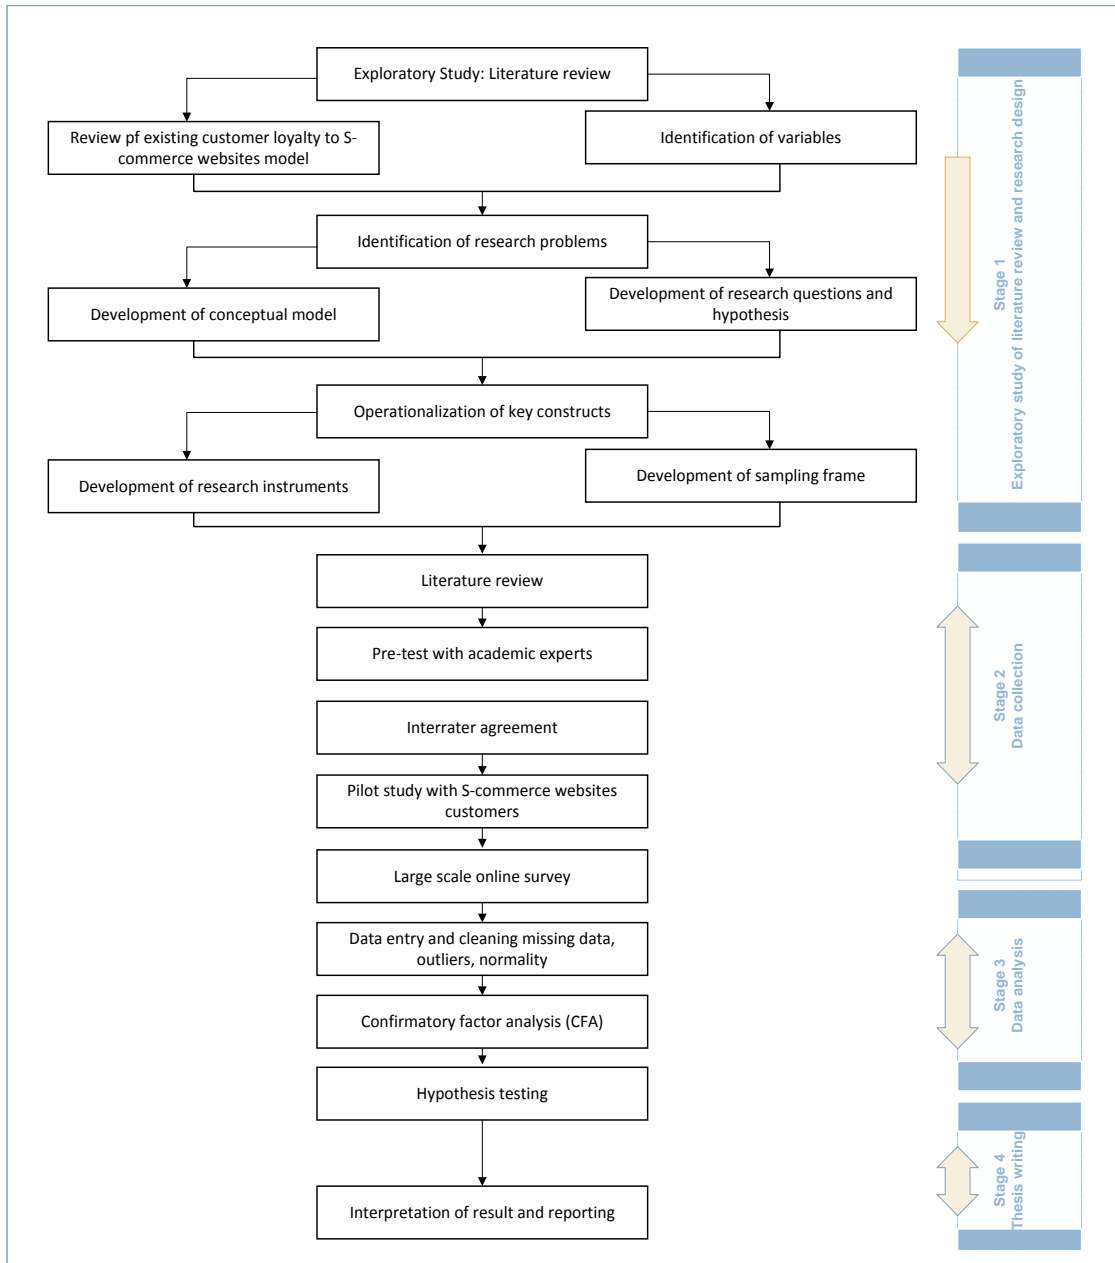 Exploratory Study: Literature review
Review pf existing customer loyalty to S-
commerce websites model
Identification of variables
Identification of research problems
Development of conceptual model
Development of research questions and
hypothesis
Operationalization of key constructs
Development of research instruments
Development of sampling frame
Literature review
Pre-test with academic experts
Interrater agreement
Pilot study with S-commerce websites
customers
Large scale online survey
Data entry and cleaning missing data,
outliers, normality
Confirmatory factor analysis (CFA)
Hypothesis testing
Interpretation of result and reporting
Stage 1
Exploratory study of literature review and research design
Stage 2
Data collection
Stage 3
Data analysis
Stage 4
Thesis writing